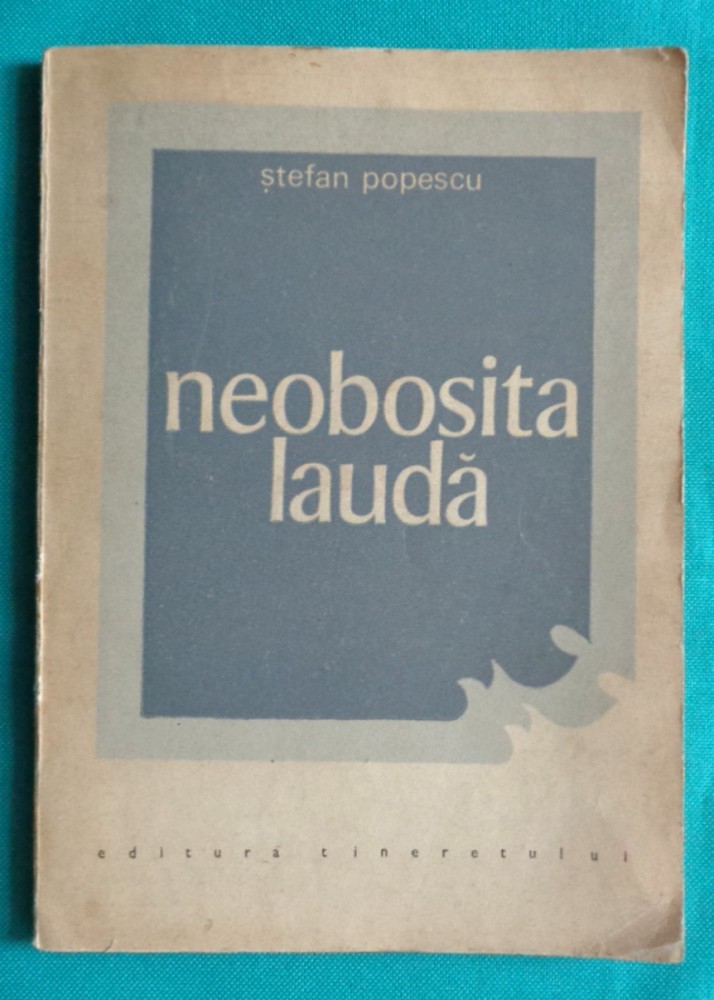 ștefan popescu
neobosita
laudă
editura tineretului